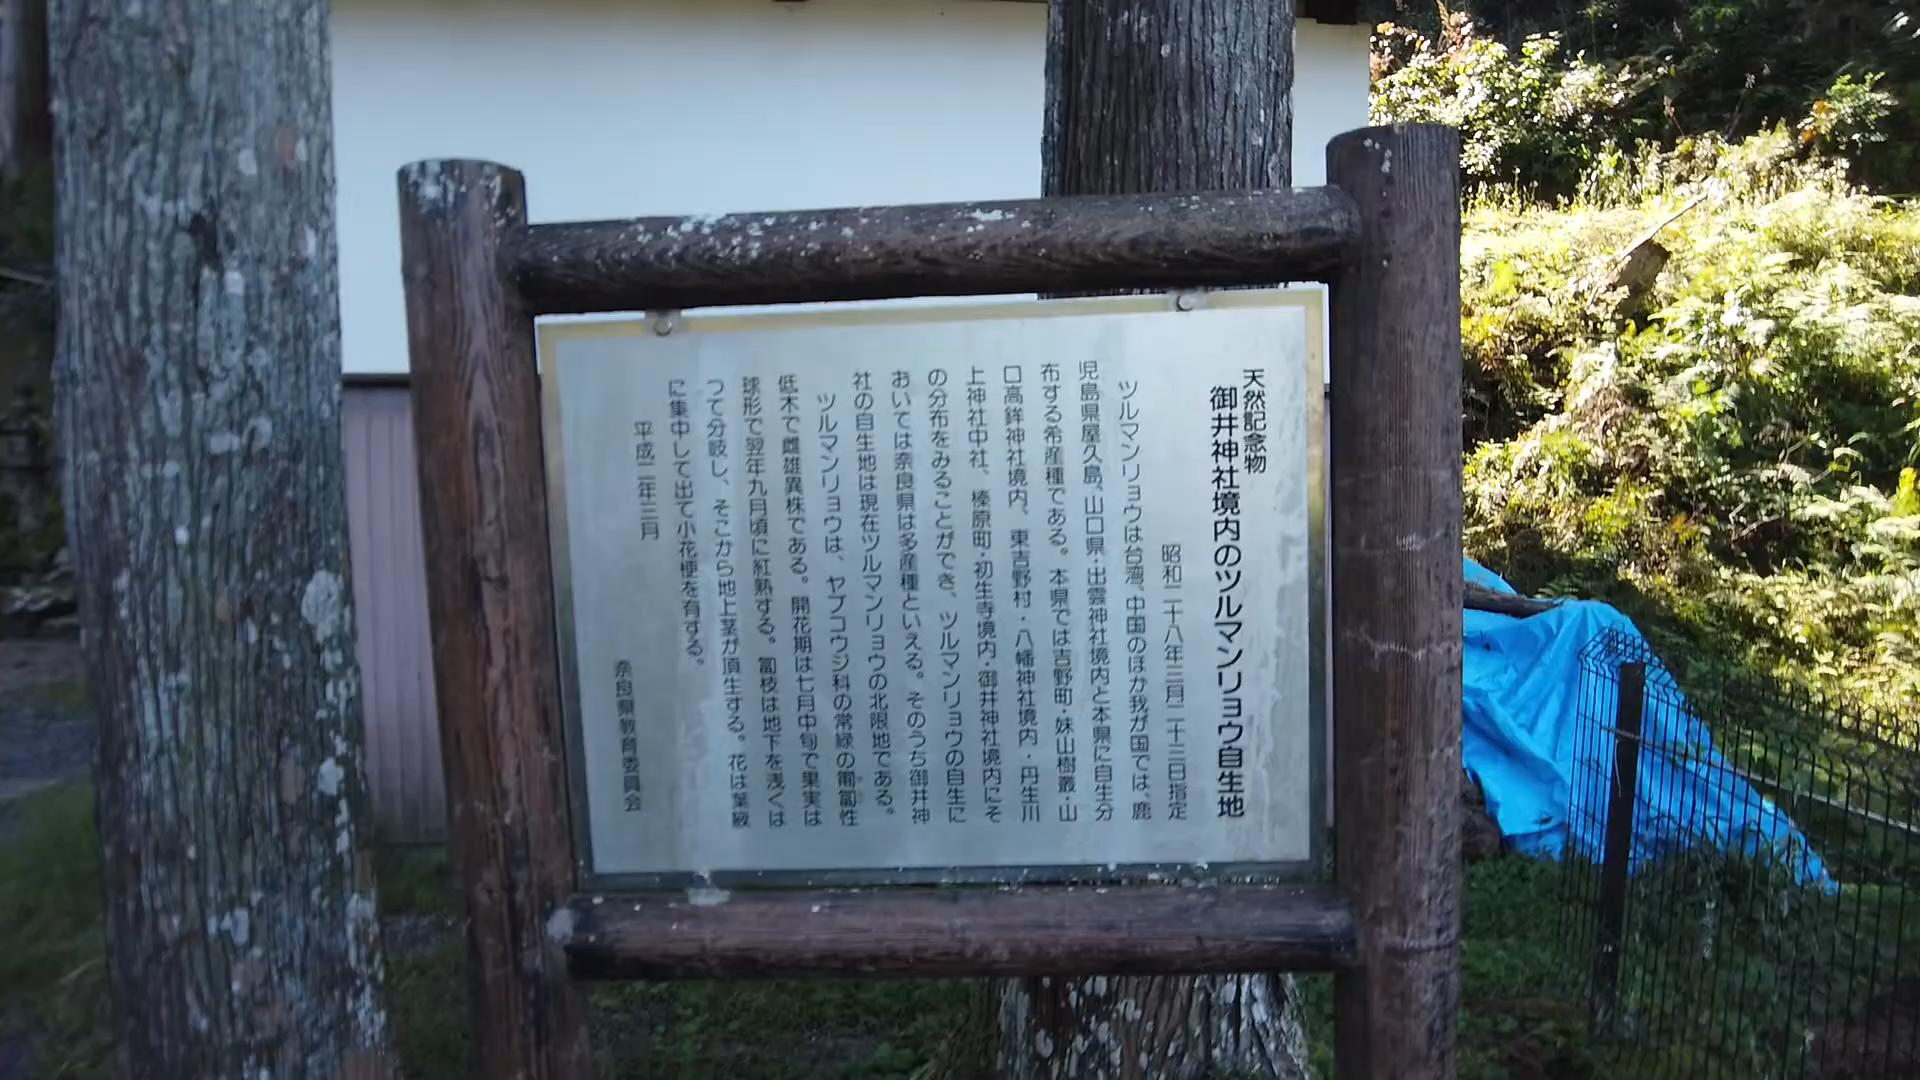 天然記念物
御井神社境内のツルマンリョウ自生地
昭和二十八年三月二十三日指定
ツルマンリョウは台湾、中国のほか我が国では、鹿
児島県屋久島、山口県・出雲神社境内と本県に自生分
布する希産種である。本県では吉野町・妹山樹叢・山
口高鉾神社境内、東吉野村・八幡神社境内・丹生川
上神社中社、榛原町・初生寺境内・御井神社境内にそ
の分布をみることができ、ツルマンリョウの自生に
おいては奈良県は多産種といえる。そのうち御井神
社の自生地は現在ツルマンリョウの北限地である。
ツルマンリョウは、ヤブコウジ科の常緑の匍匐性
低木で雌雄異株である。開花期は七月中旬で果実は
球形で翌年九月頃に紅熟する。匐枝は地下を浅くは
つて分岐し、そこから地上茎が頂生する。花は葉腋
に集中して出て小花梗を有する。
平成二年三月
奈良県教育委員会